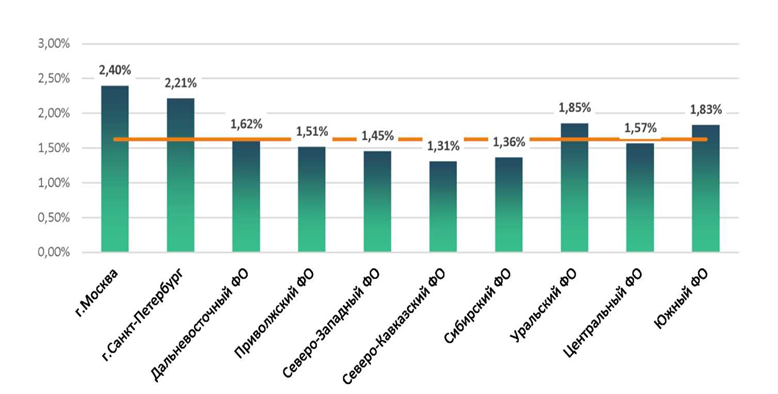 3,00%
2,50%
2,00%
1,50%
1,00%
0,50%
0,00%
2,40%
2,21%
1,62%
1,51%
1,45%
1,31%
1,36%
1,85%
1,57%
1,83%
г.Москва
г.Санкт-Петербург
Дальневосточный ФО
Приволжский ФО
Северо-Западный ФО
Северо-Кавказский ФО
Сибирский ФО
Уральский ФО
Центральный ФО
Южный ФО